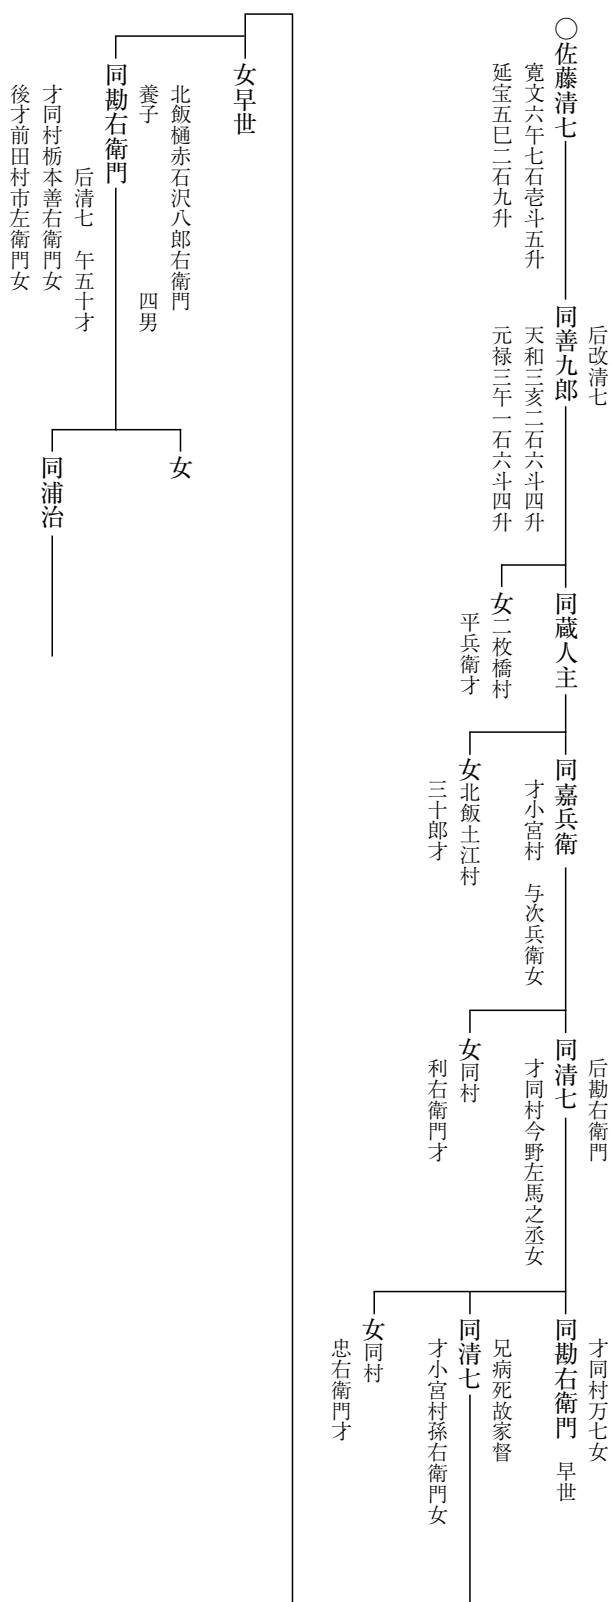 〇佐藤清七
寛文六午七石壱斗五升
延宝五巳二石九升
后改清七
同善九郎
天和三亥二石六斗四升
元禄三午一石六斗四升
同蔵人主
女二枚橋村
平兵衛才
同嘉兵衛
才小宮村　与次兵衛女
女北飯土江村
三十郎才
后勘右衛門
同清七
才同村今野左馬之丞女
女同村
利右衛門才
才同村万七女
同勘右衛門　早世
兄病死故家督
同清七
才小宮村孫右衛門女
女同村
忠右衛門才
女早世
北飯樋赤石沢八郎右衛門
養子　四男
同勘右衛門
后清七　午五十才
才同村栃本善右衛門女
後才前田村市左衛門女
女
同浦治